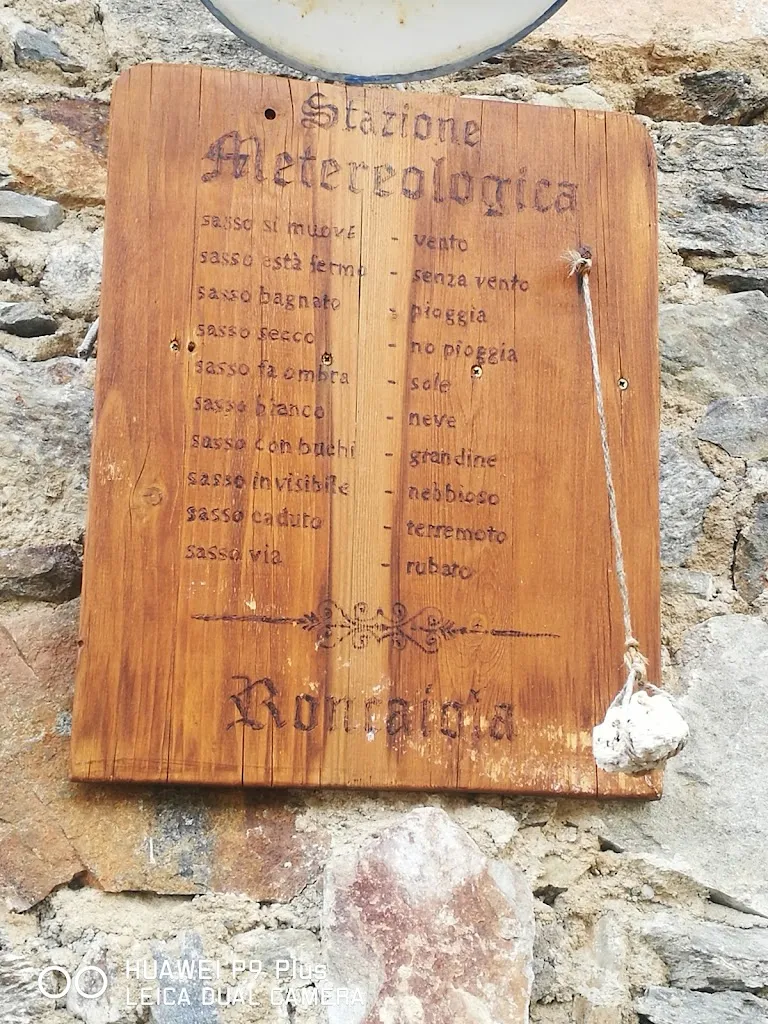 Stazione
Metereologica
sasso si muove - vento
sasso està fermo - senza vento
sasso bagnato - pioggia
sasso secco - no pioggia
sasso fa ombra - sole
sasso bianco - neve
sasso con buchi - grandine
sasso invisibile - nebbioso
sasso caduto - terremoto
sasso via - rubato
Roncaiola
HUAWEI P9 Plus
LEICA DUAL CAMERA